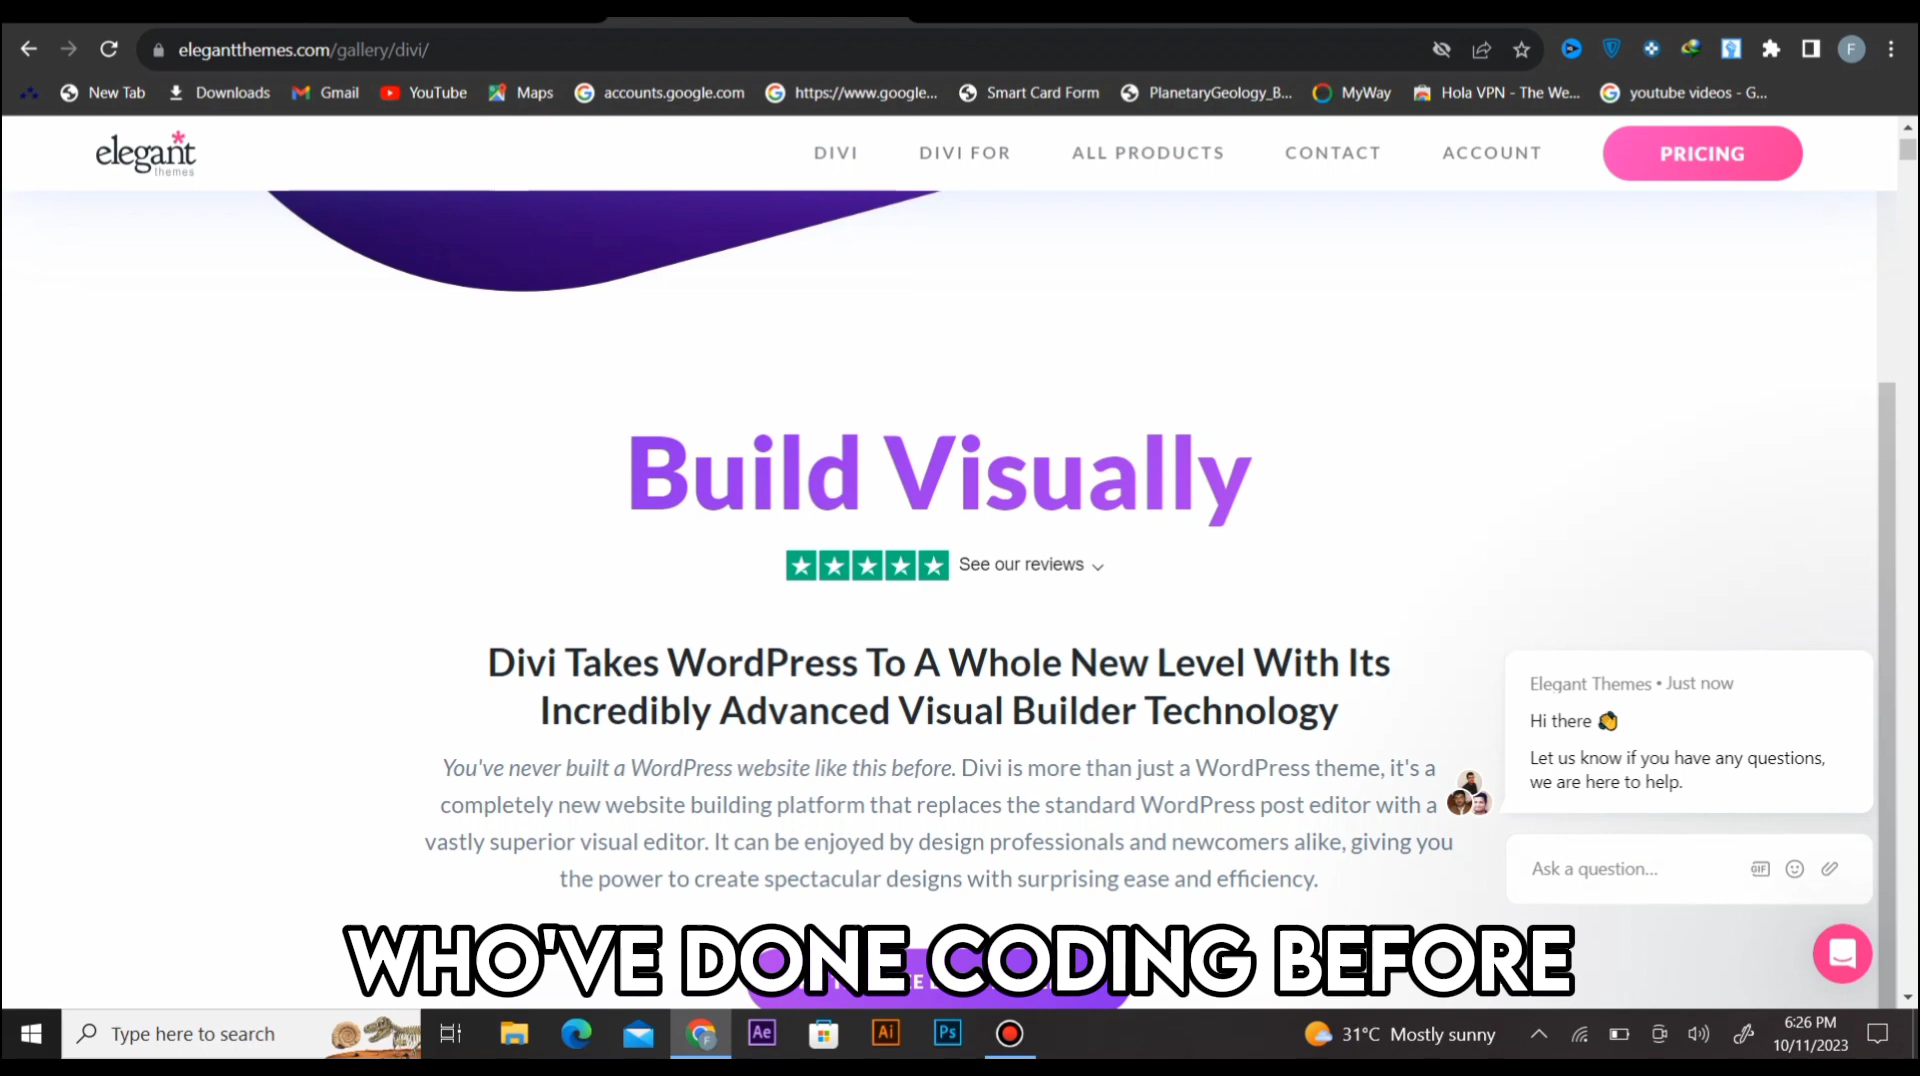 elegantthemes.com/gallery/divi/
F
New Tab
Downloads
Gmail
YouTube
Maps
accounts.google.com
https://www.google...
Smart Card Form
PlanetaryGeology_B...
MyWay
Hola VPN - The We...
youtube videos - G...
elegant
themes
DIVI
DIVI FOR
ALL PRODUCTS
CONTACT
ACCOUNT
PRICING
Build Visually
See our reviews
Divi Takes WordPress To A Whole New Level With Its
Incredibly Advanced Visual Builder Technology
You've never built a WordPress website like this before. Divi is more than just a WordPress theme, it's a
completely new website building platform that replaces the standard WordPress post editor with a
vastly superior visual editor. It can be enjoyed by design professionals and newcomers alike, giving you
the power to create spectacular designs with surprising ease and efficiency.
Elegant Themes • Just now
Hi there
Let us know if you have any questions,
we are here to help.
Ask a question...
GIF
WHO'VE DONE CODING BEFORE
Type here to search
F
Ae
Ai
Ps
31°C Mostly sunny
6:26 PM
10/11/2023